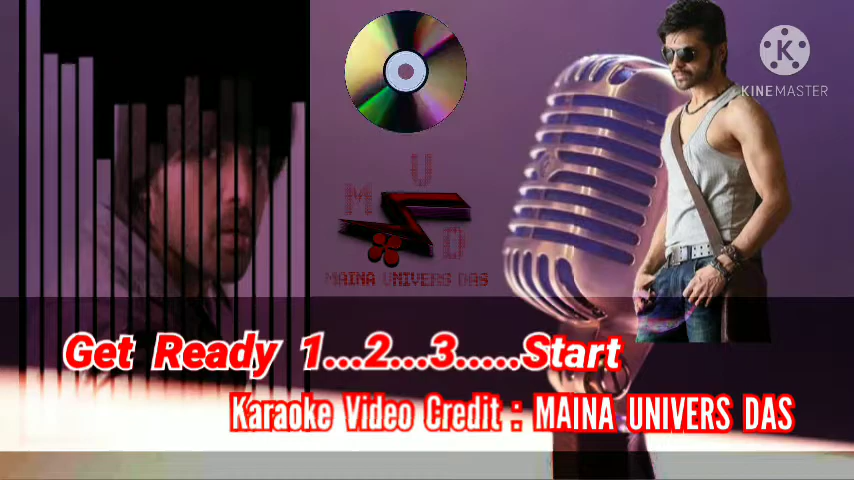 KINEMASTER
M U D
MAINA UNIVERS DAS
Get Ready 1...2...3.....Start
Karaoke Video Credit : MAINA UNIVERS DAS